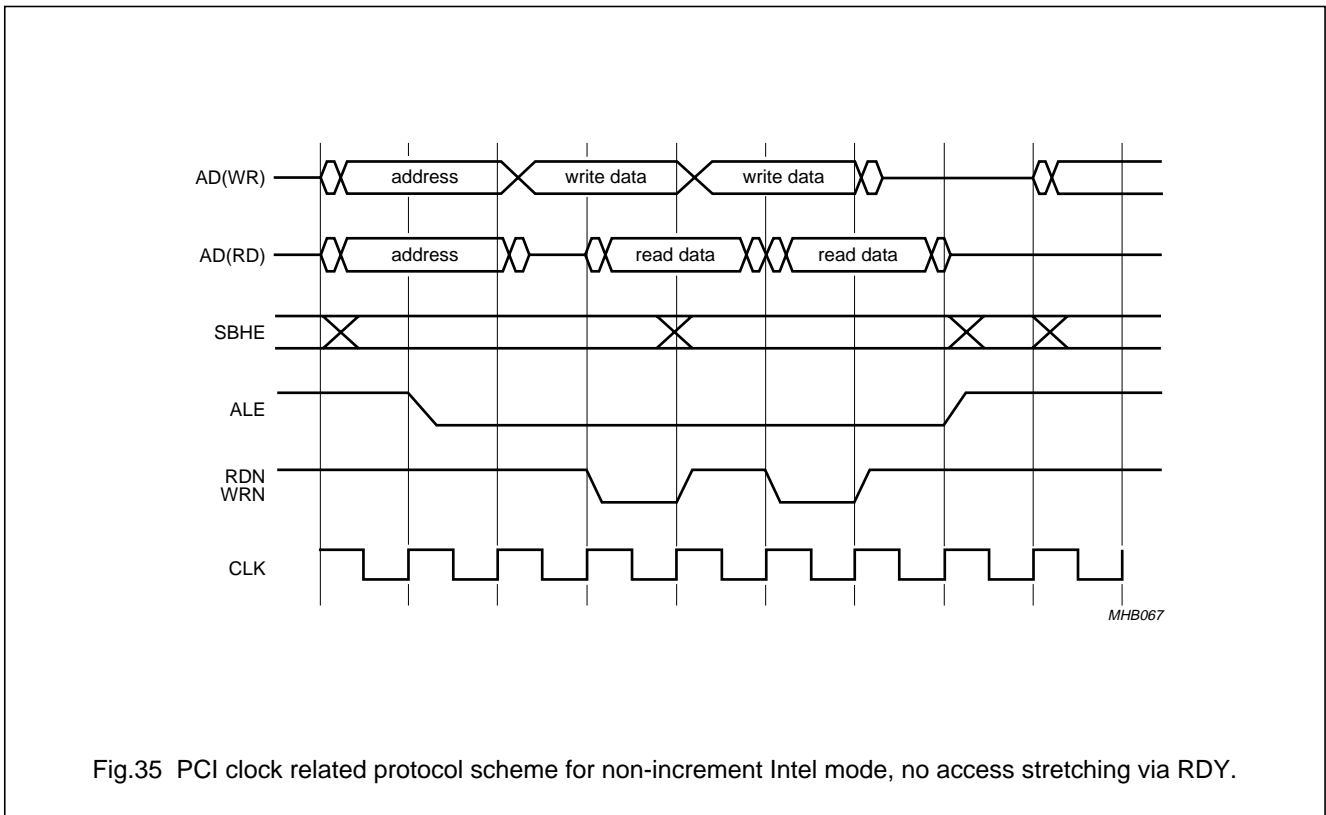 AD(WR) address write data write data
AD(RD) address read data read data
SBHE
ALE
RDN
WRN
CLK
MHB067
Fig.35 PCI clock related protocol scheme for non-increment Intel mode, no access stretching via RDY.